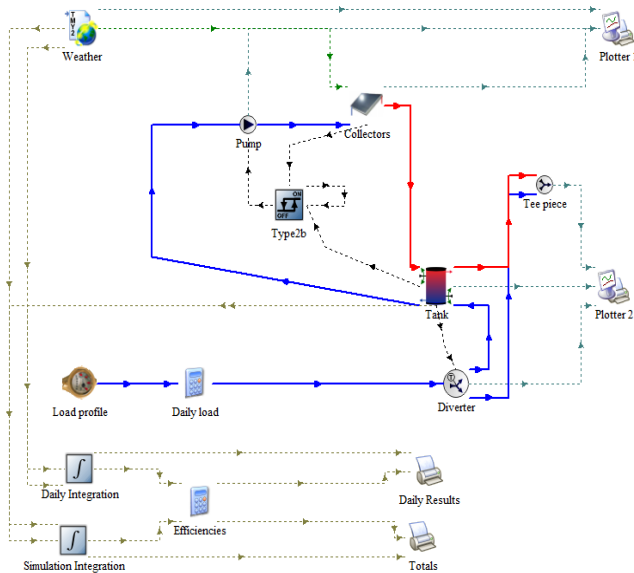 TMY2
Weather
Plotter 1
Pump
Collectors
ON
OFF
Type2b
Tee piece
Tank
Plotter 2
T
Load profile
Daily load
Diverter
Daily Integration
Efficiencies
Daily Results
Simulation Integration
Totals